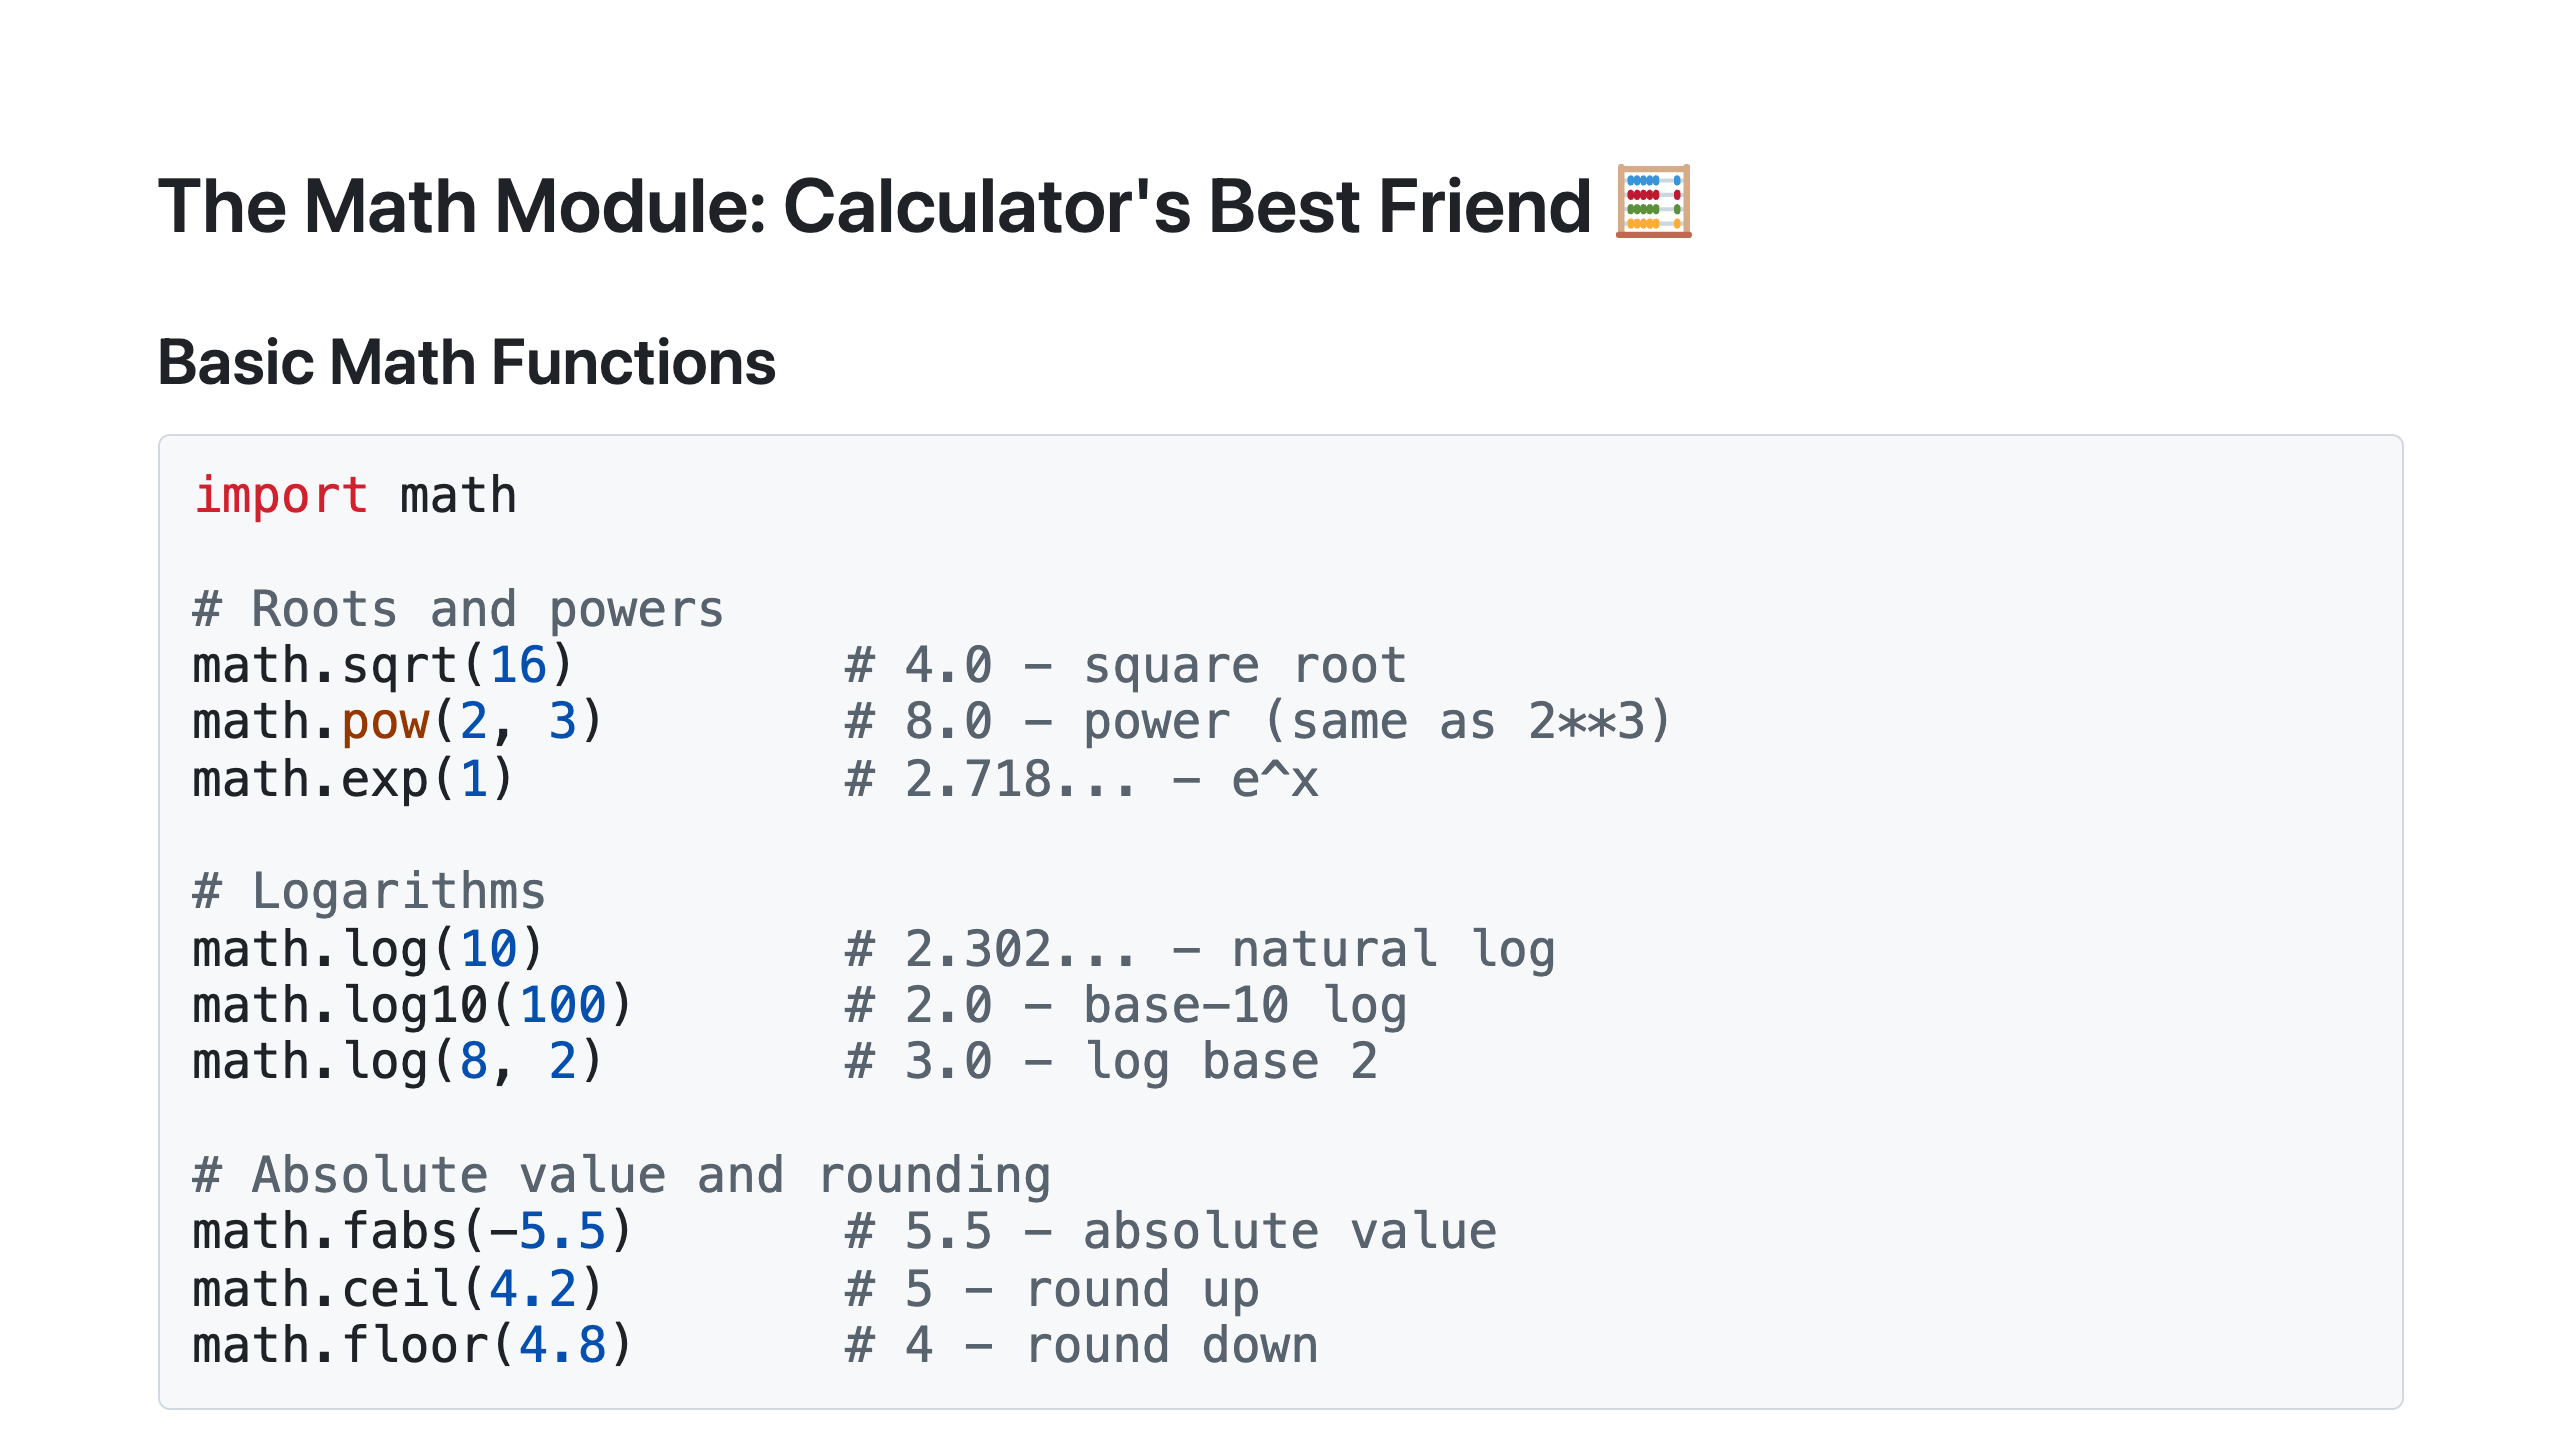 The Math Module: Calculator's Best Friend 🧮
Basic Math Functions
import math
# Roots and powers
math.sqrt(16)         # 4.0 - square root
math.pow(2, 3)        # 8.0 - power (same as 2**3)
math.exp(1)           # 2.718... - e^x
# Logarithms
math.log(10)          # 2.302... - natural log
math.log10(100)       # 2.0 - base-10 log
math.log(8, 2)        # 3.0 - log base 2
# Absolute value and rounding
math.fabs(-5.5)       # 5.5 - absolute value
math.ceil(4.2)        # 5 - round up
math.floor(4.8)       # 4 - round down